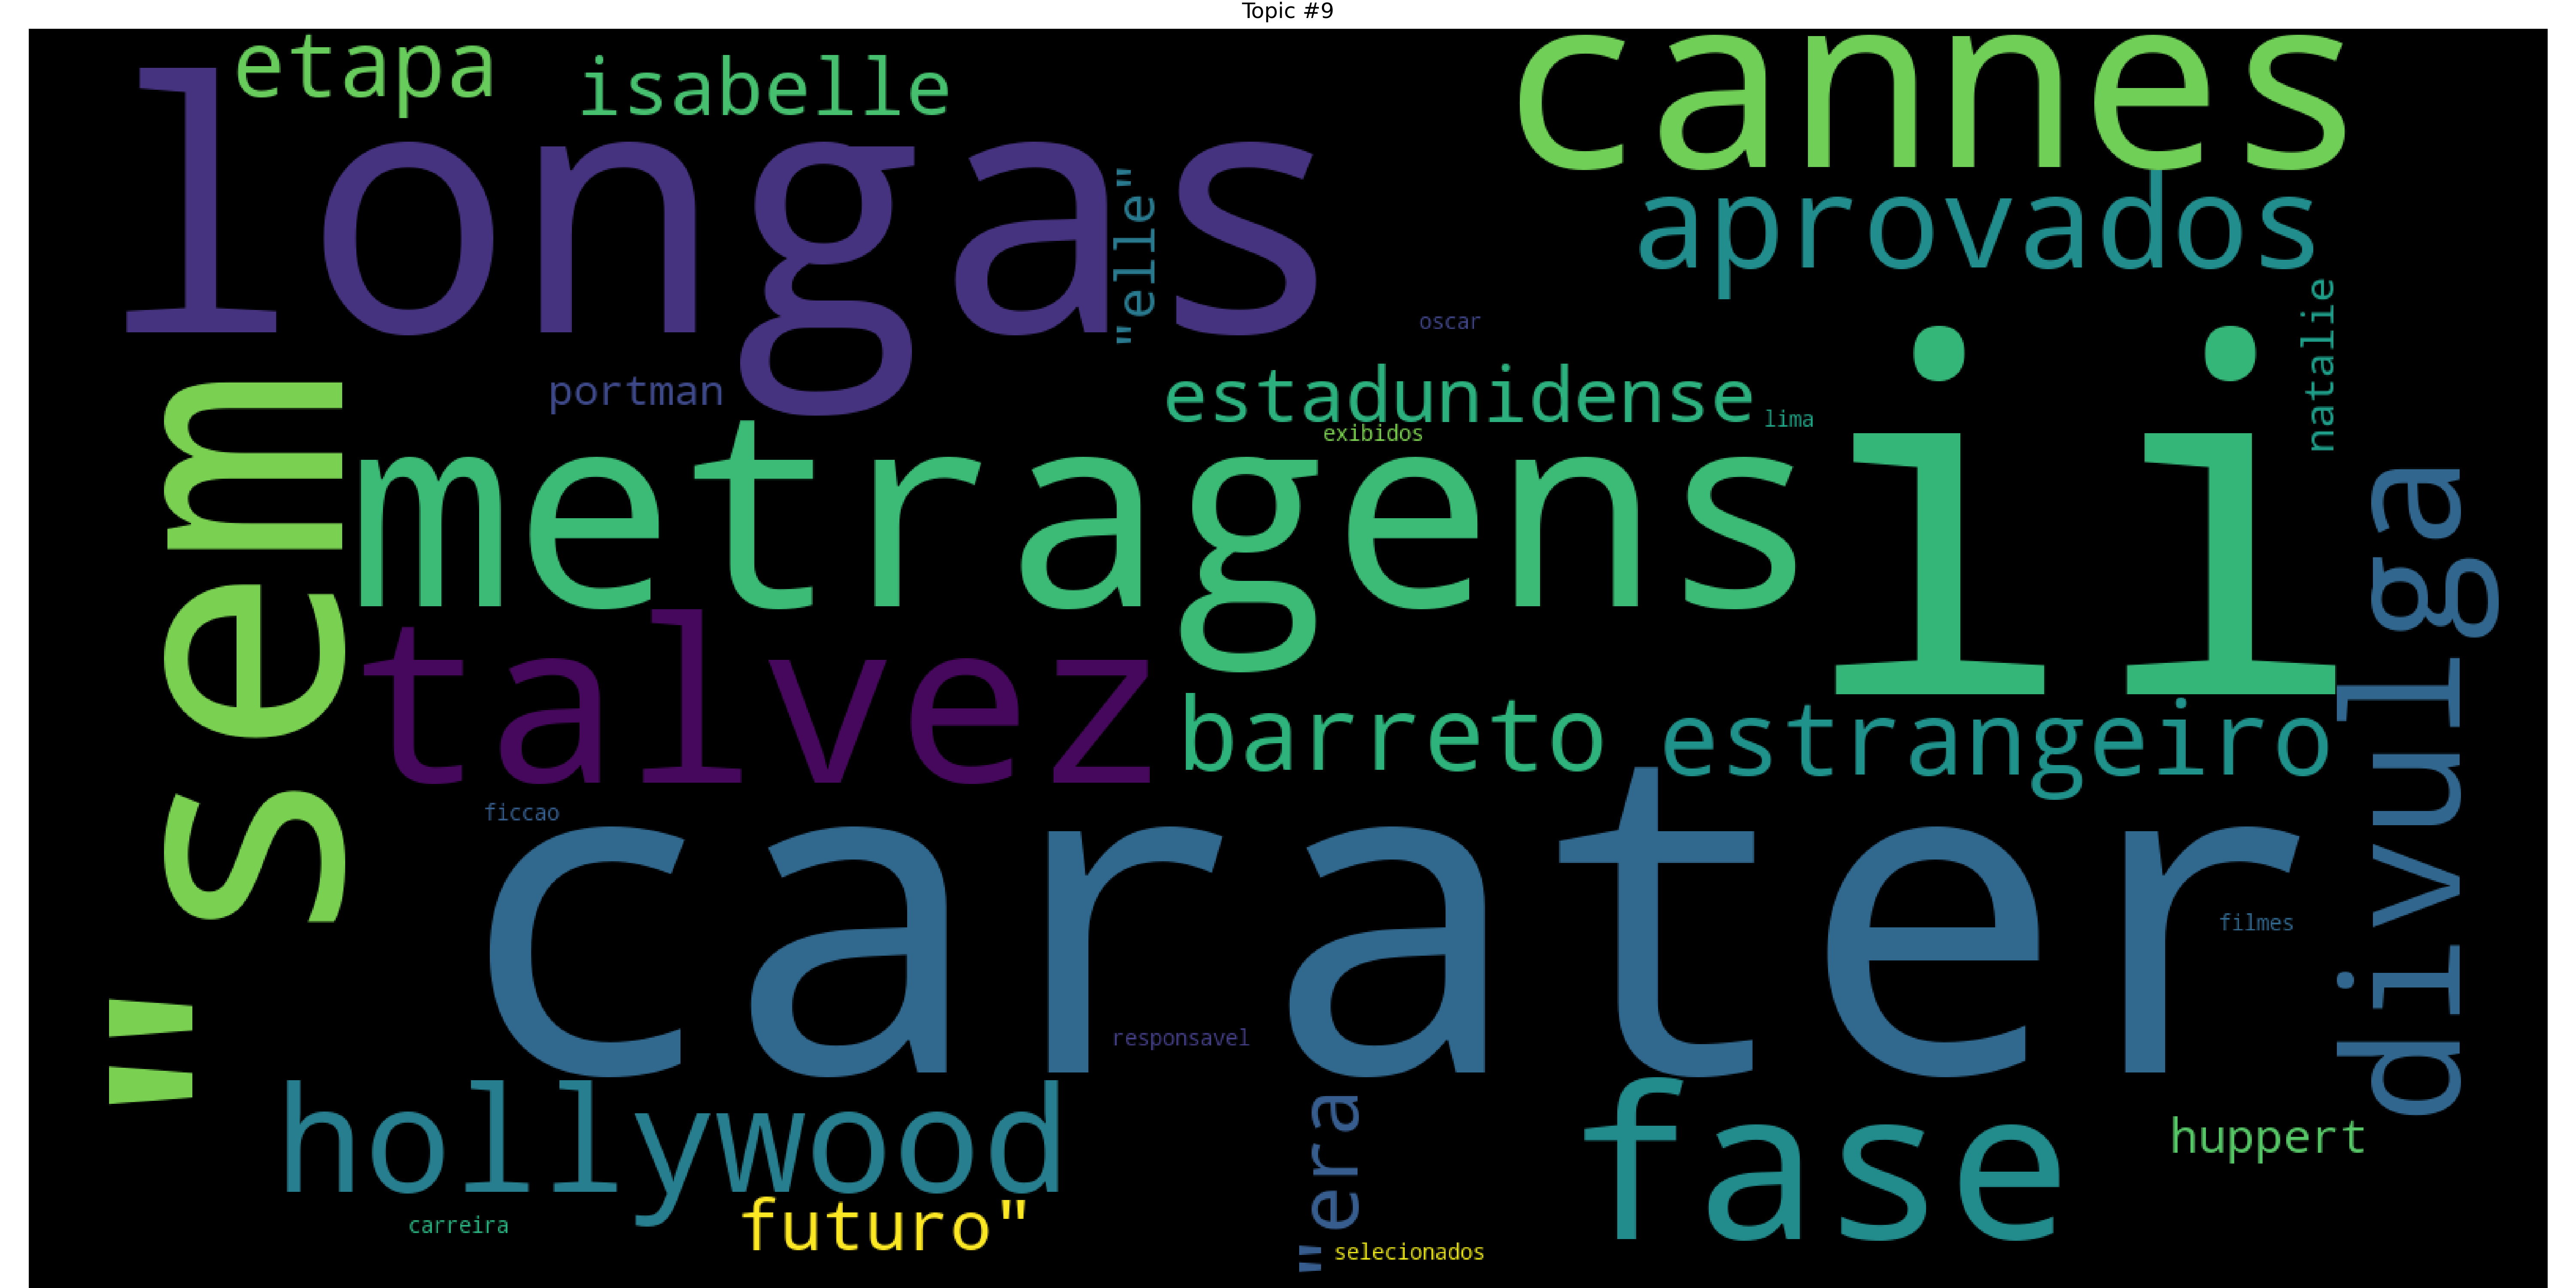 Topic #9
etapa
isabelle
cannes
longas
"elle"
aprovados
natalie
oscar
portman
estadunidense
lima
exibidos
"sem
metragens
ii
divulga
talvez
barreto
estrangeiro
ficcao
carater
filmes
responsavel
hollywood
"era
fase
huppert
carreira
futuro"
selecionados